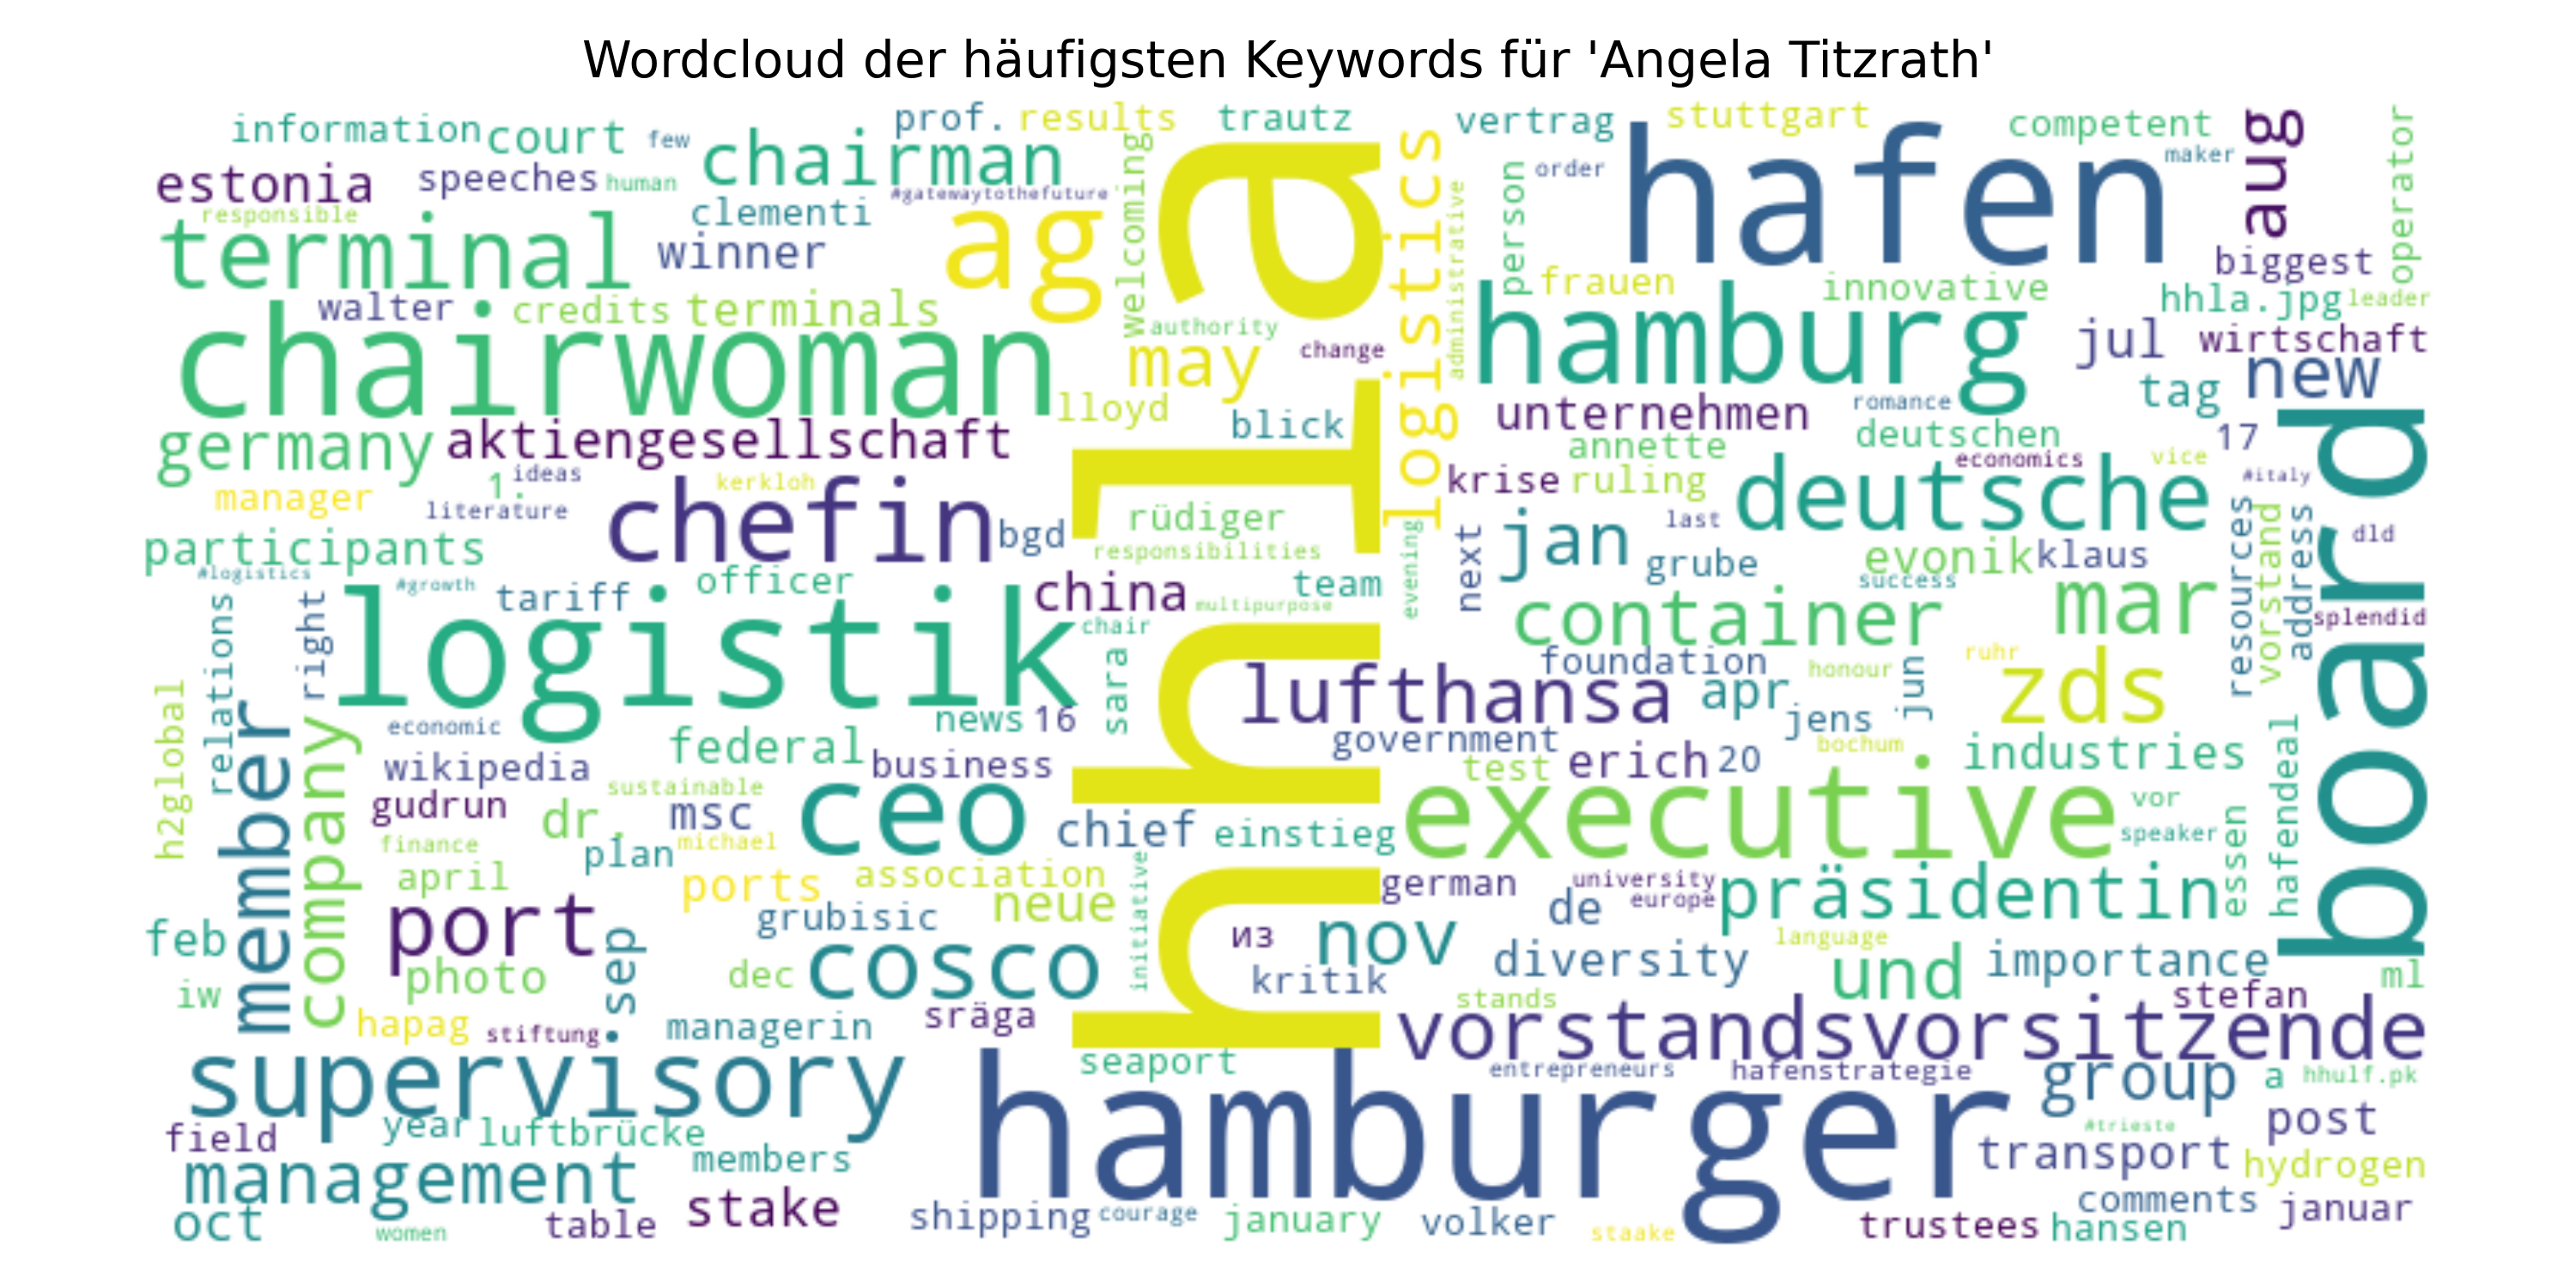 Wordcloud der häufigsten Keywords für 'Angela Titzrath'
information court few chairman prof. results trautz vertrag stuttgart competent aug operator
estonia speeches human #gatewaytothefuture welcoming order maker
responsible clementi ag logistics person hafen
terminal winner administrative biggest
walter credits terminals authority frauen innovative hhla.jpg leader
chairwoman may change hamburg jul wirtschaft
lloyd blick unternehmen romance tag new
germany aktiengesellschaft annette deutschen 17
1. ideas kerkloh krise ruling economics vice #italy
manager literature chefin bgd rüdiger next jan last deutsche resources vorstand address dld
participants responsibilities evening grube evonik klaus
#logistics #growth tariff officer china team success
relations right logistik multipurpose container mar splendid
chair sara foundation honour ruhr board
h2global member company economic news 16 hhla lufthansa apr jens jun zds
wikipedia federal business government erich 20 bochum industries hafendeal
gudrun sustainable msc ceo test executive vor
finance dr. plan michael chief einstieg speaker essen
april ports association german university europe präsidentin
port grubisic neue initiative de language
feb photo sep dec cosco из nov diversity und importance
iw kritik stands ml
hapag stiftung managerin sräga vorstandsvorsitzende stefan
supervisory seaport entrepreneurs hafenstrategie group a hhulf.pk
field year luftbrücke hamburger #trieste post
management members transport hydrogen
oct women table stake shipping courage january volker staake trustees comments hansen januar